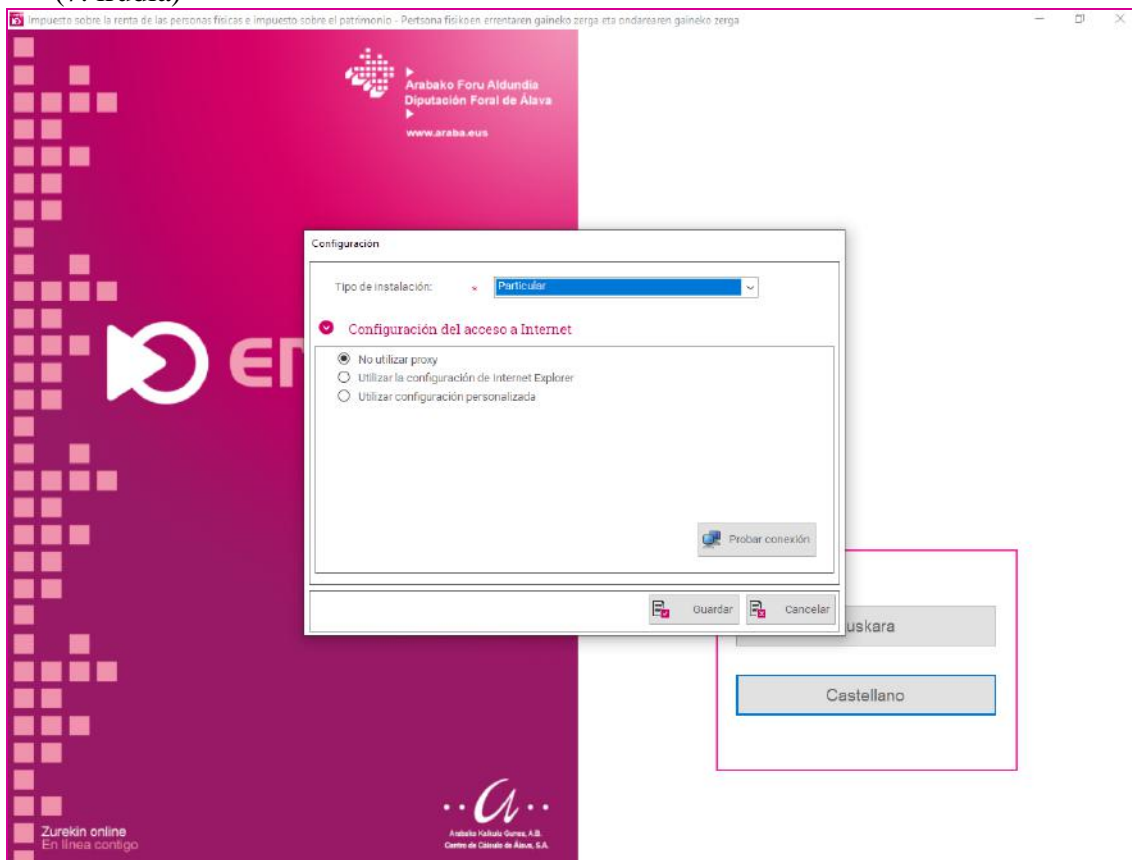 irudia)
Impuesto sobre la renta de las personas físicas e impuesto sobre el patrimonio - Pertsona fisikoen errentaren gaineko zerga eta ondarearen gaineko zerga
Arabako Foru Aldundia
Diputación Foral de Álava
www.araba.eus
Configuración
Tipo de instalación: * Particular
Configuración del acceso a Internet
No utilizar proxy
Utilizar la configuración de Internet Explorer
Utilizar configuración personalizada
Probar conexión
Guardar Cancelar
uskara
Castellano
Zurekin online
En línea contigo
Arabako Kalkulu Gunea, A.B.
Centro de Cálculo de Álava, S.A.